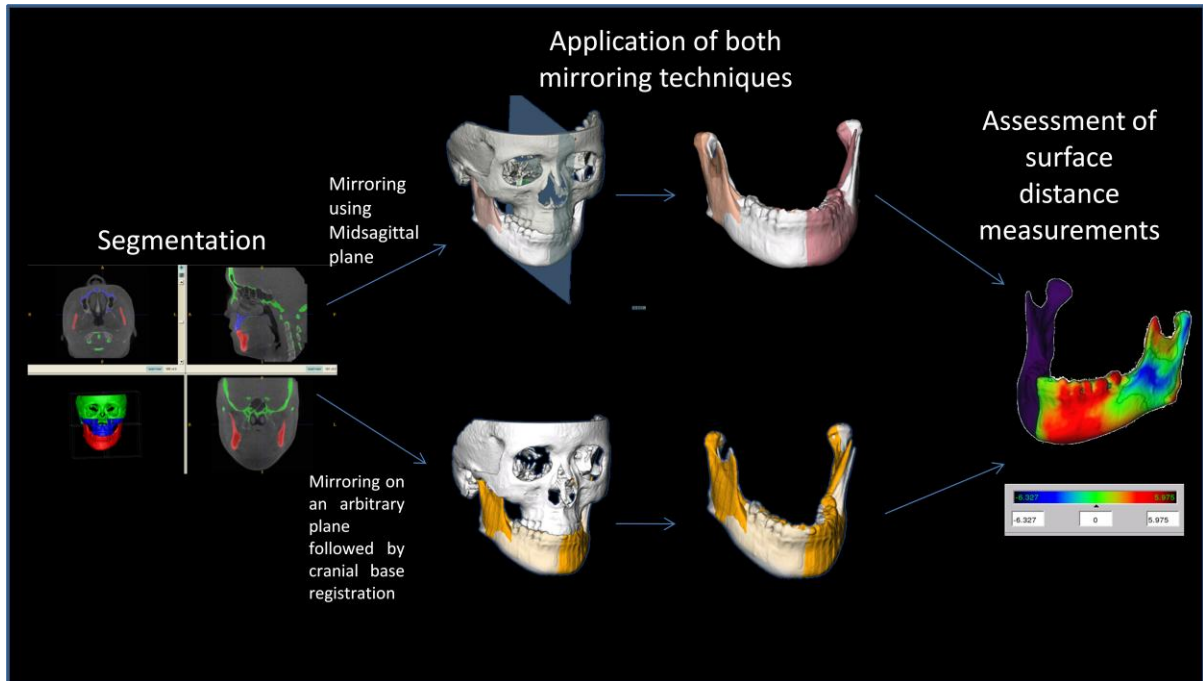 Application of both
mirroring techniques
Assessment of
surface
distance
measurements
Segmentation
Mirroring
using
Midsagittal
plane
Mirroring on
an arbitrary
plane
followed by
cranial base
registration
-6.327 5.975
-6.327 0 5.975